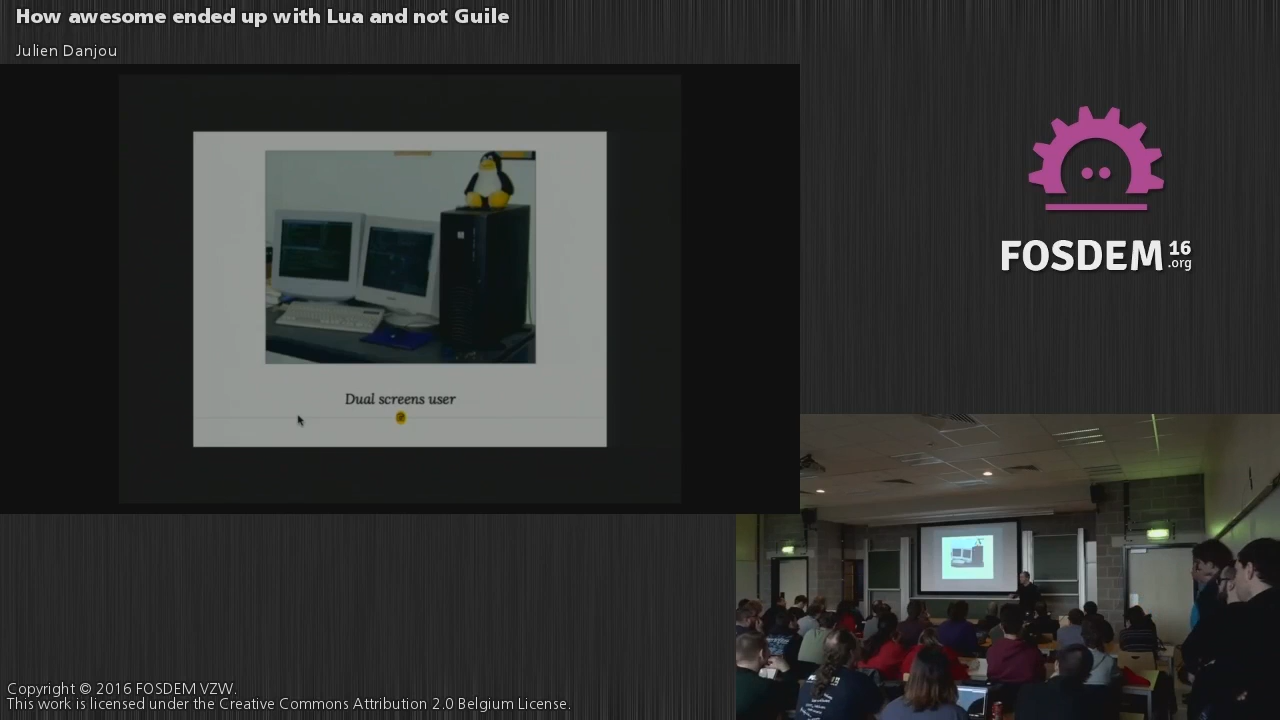 How awesome ended up with Lua and not Guile
Julien Danjou
Dual screens user
2
FOSDEM 16
.org
Copyright © 2016 FOSDEM VZW.
This work is licensed under the Creative Commons Attribution 2.0 Belgium License.